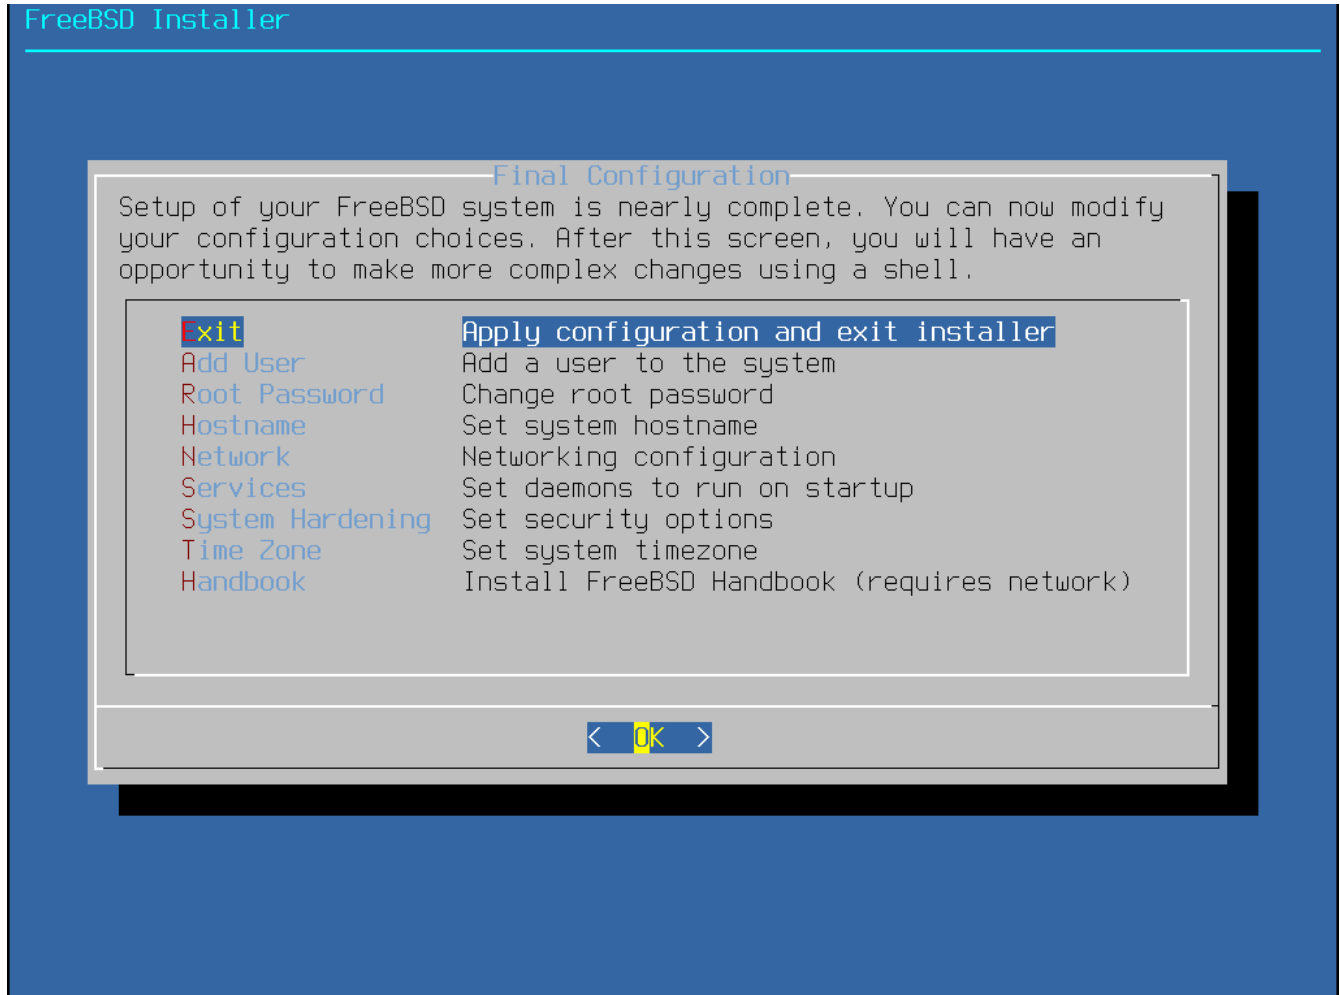 FreeBSD Installer
Final Configuration
Setup of your FreeBSD system is nearly complete. You can now modify
your configuration choices. After this screen, you will have an
opportunity to make more complex changes using a shell.
Exit Apply configuration and exit installer
Add User Add a user to the system
Root Password Change root password
Hostname Set system hostname
Network Networking configuration
Services Set daemons to run on startup
System Hardening Set security options
Time Zone Set system timezone
Handbook Install FreeBSD Handbook (requires network)
< OK >